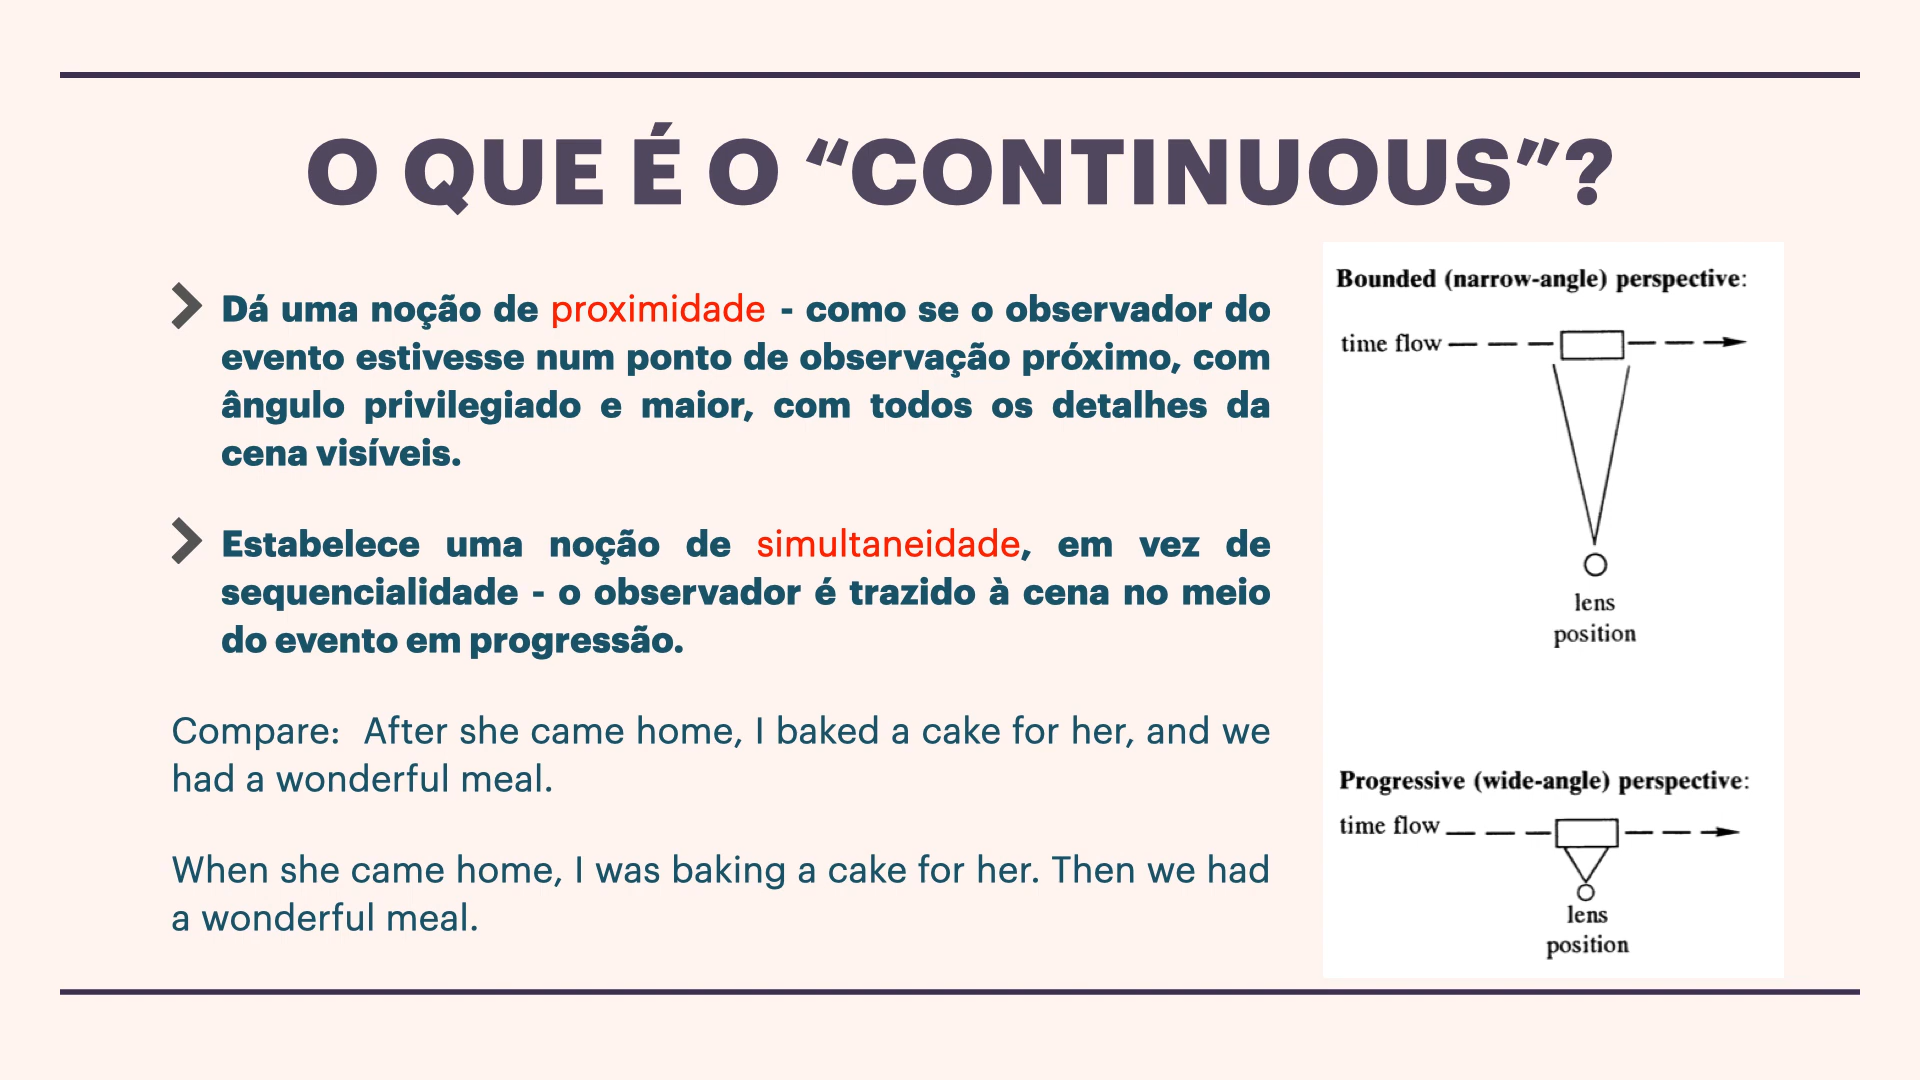 O QUE É O “CONTINUOUS”?
Dá uma noção de proximidade - como se o observador do
evento estivesse num ponto de observação próximo, com
ângulo privilegiado e maior, com todos os detalhes da
cena visíveis.
Estabelece uma noção de simultaneidade, em vez de
sequencialidade - o observador é trazido à cena no meio
do evento em progressão.
Compare: After she came home, I baked a cake for her, and we
had a wonderful meal.
When she came home, I was baking a cake for her. Then we had
a wonderful meal.
Bounded (narrow-angle) perspective:
time flow
lens
position
Progressive (wide-angle) perspective:
time flow
lens
position